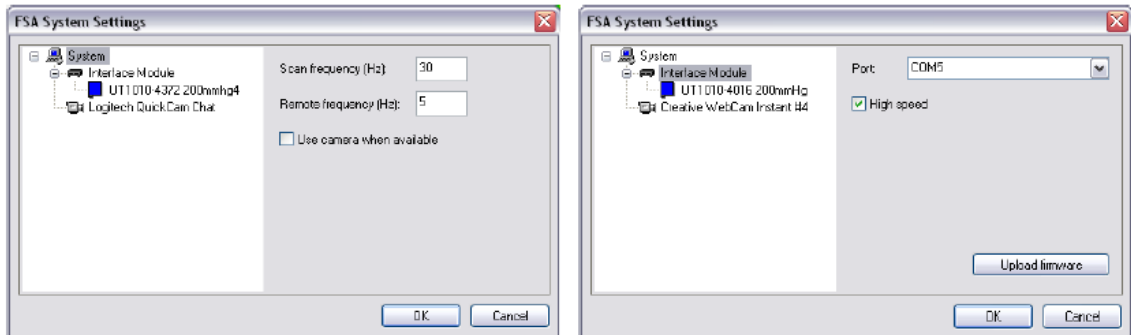 FSA System Settings
System
Interface Module
UT1010-4372 200mmhg4
Logitech QuickCam Chat
Scan frequency (Hz):
30
Remote frequency (Hz):
5
Use camera when available
OK
Cancel
FSA System Settings
System
Interface Module
UT1010-4016 200mmHg
Creative WebCam Instant #4
Port:
COM5
High speed
Upload firmware
OK
Cancel